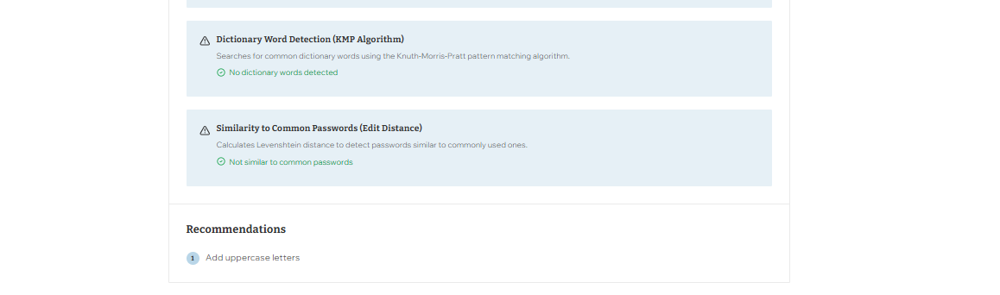 Dictionary Word Detection (KMP Algorithm)
Searches for common dictionary words using the Knuth-Morris-Pratt pattern matching algorithm.
No dictionary words detected
Similarity to Common Passwords (Edit Distance)
Calculates Levenshtein distance to detect passwords similar to commonly used ones.
Not similar to common passwords
Recommendations
1 Add uppercase letters